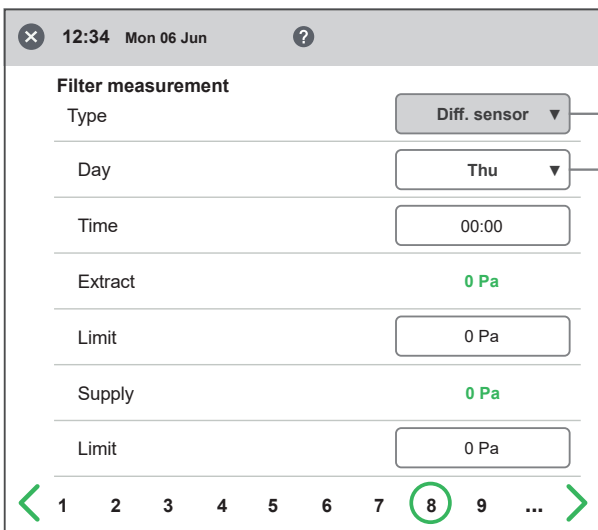 12:34 Mon 06 Jun ?
Filter measurement
Type Diff. sensor ▼
Day Thu ▼
Time 00:00
Extract 0 Pa
Limit 0 Pa
Supply 0 Pa
Limit 0 Pa
1 2 3 4 5 6 7 8 9 ...